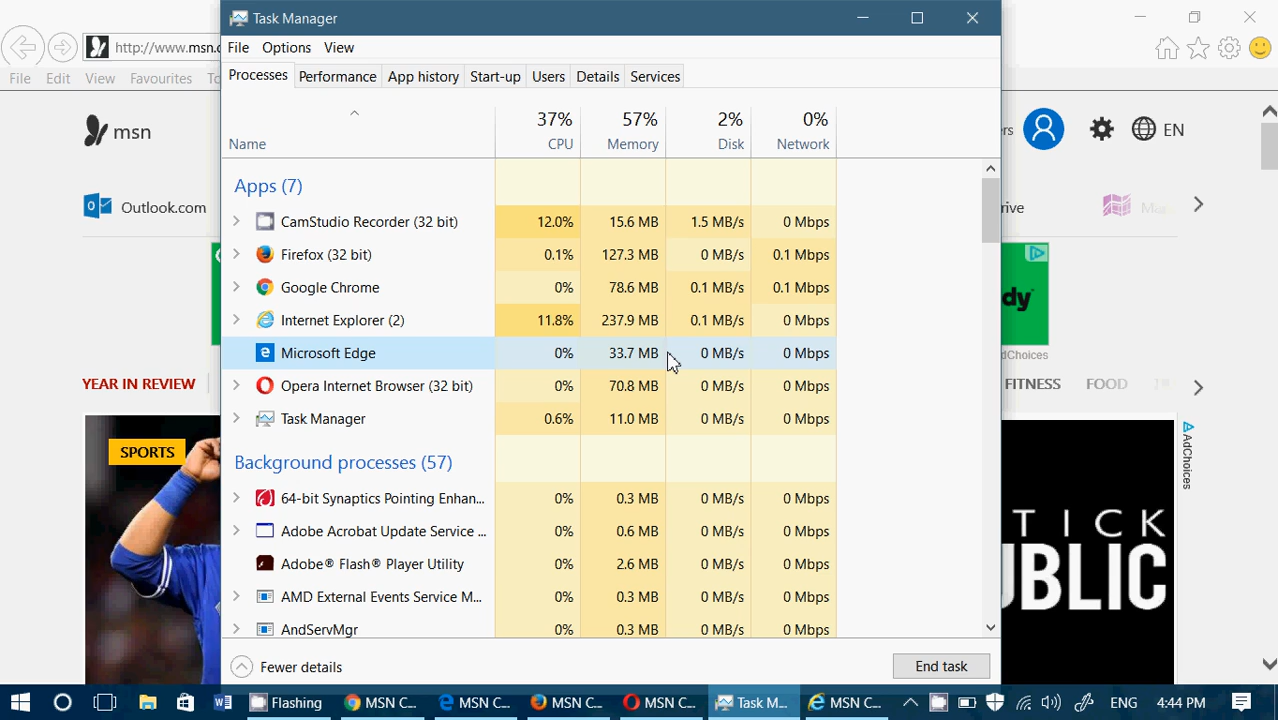 Task Manager
File Options View
Processes Performance App history Start-up Users Details Services
37% 57% 2% 0%
Name CPU Memory Disk Network
Apps (7)
CamStudio Recorder (32 bit) 12.0% 15.6 MB 1.5 MB/s 0 Mbps
Firefox (32 bit) 0.1% 127.3 MB 0 MB/s 0.1 Mbps
Google Chrome 0% 78.6 MB 0.1 MB/s 0.1 Mbps
Internet Explorer (2) 11.8% 237.9 MB 0.1 MB/s 0 Mbps
Microsoft Edge 0% 33.7 MB 0 MB/s 0 Mbps
Opera Internet Browser (32 bit) 0% 70.8 MB 0 MB/s 0 Mbps
Task Manager 0.6% 11.0 MB 0 MB/s 0 Mbps
Background processes (57)
64-bit Synaptics Pointing Enhan... 0% 0.3 MB 0 MB/s 0 Mbps
Adobe Acrobat Update Service ... 0% 0.6 MB 0 MB/s 0 Mbps
Adobe® Flash® Player Utility 0% 2.6 MB 0 MB/s 0 Mbps
AMD External Events Service M... 0% 0.3 MB 0 MB/s 0 Mbps
AndServMgr 0% 0.3 MB 0 MB/s 0 Mbps
Fewer details End task
http://www.msn.c
File Edit View Favourites To
msn
EN
Outlook.com
rive
dy
dChoices
YEAR IN REVIEW
FITNESS FOOD
SPORTS
AdChoices
TICK
UBLIC
Flashing MSN C... MSN C... MSN C... MSN C... Task M... MSN C... ENG 4:44 PM